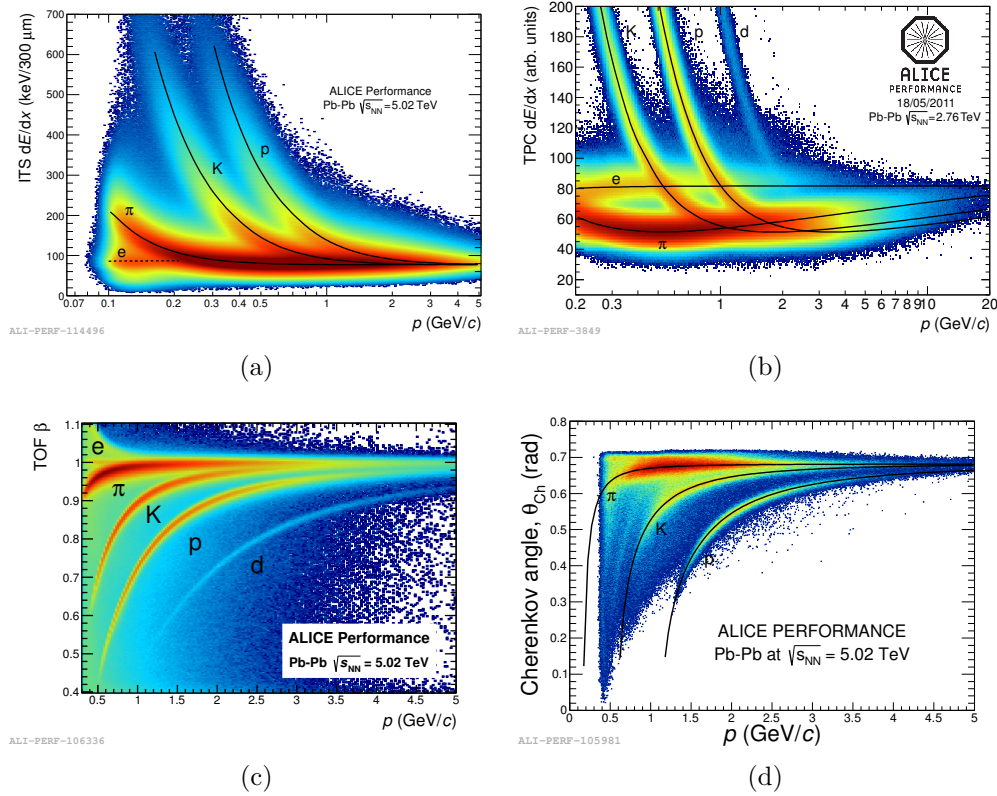 ITS dE/dx (keV/300 μm)
700
600
500
400
300
200
100
0
ALICE Performance
Pb-Pb √sNN=5.02 TeV
p
K
π
e
0.07 0.1 0.2 0.3 0.4 0.5 1 2 3 4 5
p (GeV/c)
ALI-PERF-114496
(a)
TPC dE/dx (arb. units)
200
180
160
140
120
100
80
60
40
20
K
p
d
ALICE
PERFORMANCE
18/05/2011
Pb-Pb √sNN=2.76 TeV
e
π
0.2 0.3 1 2 3 4 5 6 7 8 9 10 20
p (GeV/c)
ALI-PERF-3849
(b)
TOF β
1.1
1
0.9
0.8
0.7
0.6
0.5
0.4
e
π
K
p
d
ALICE Performance
Pb-Pb √sNN = 5.02 TeV
0.5 1 1.5 2 2.5 3 3.5 4 4.5 5
p (GeV/c)
ALI-PERF-106336
(c)
Cherenkov angle, θCh (rad)
0.8
0.7
0.6
0.5
0.4
0.3
0.2
0.1
0
π
K
p
ALICE PERFORMANCE
Pb-Pb at √sNN = 5.02 TeV
0 0.5 1 1.5 2 2.5 3 3.5 4 4.5 5
p (GeV/c)
ALI-PERF-105981
(d)